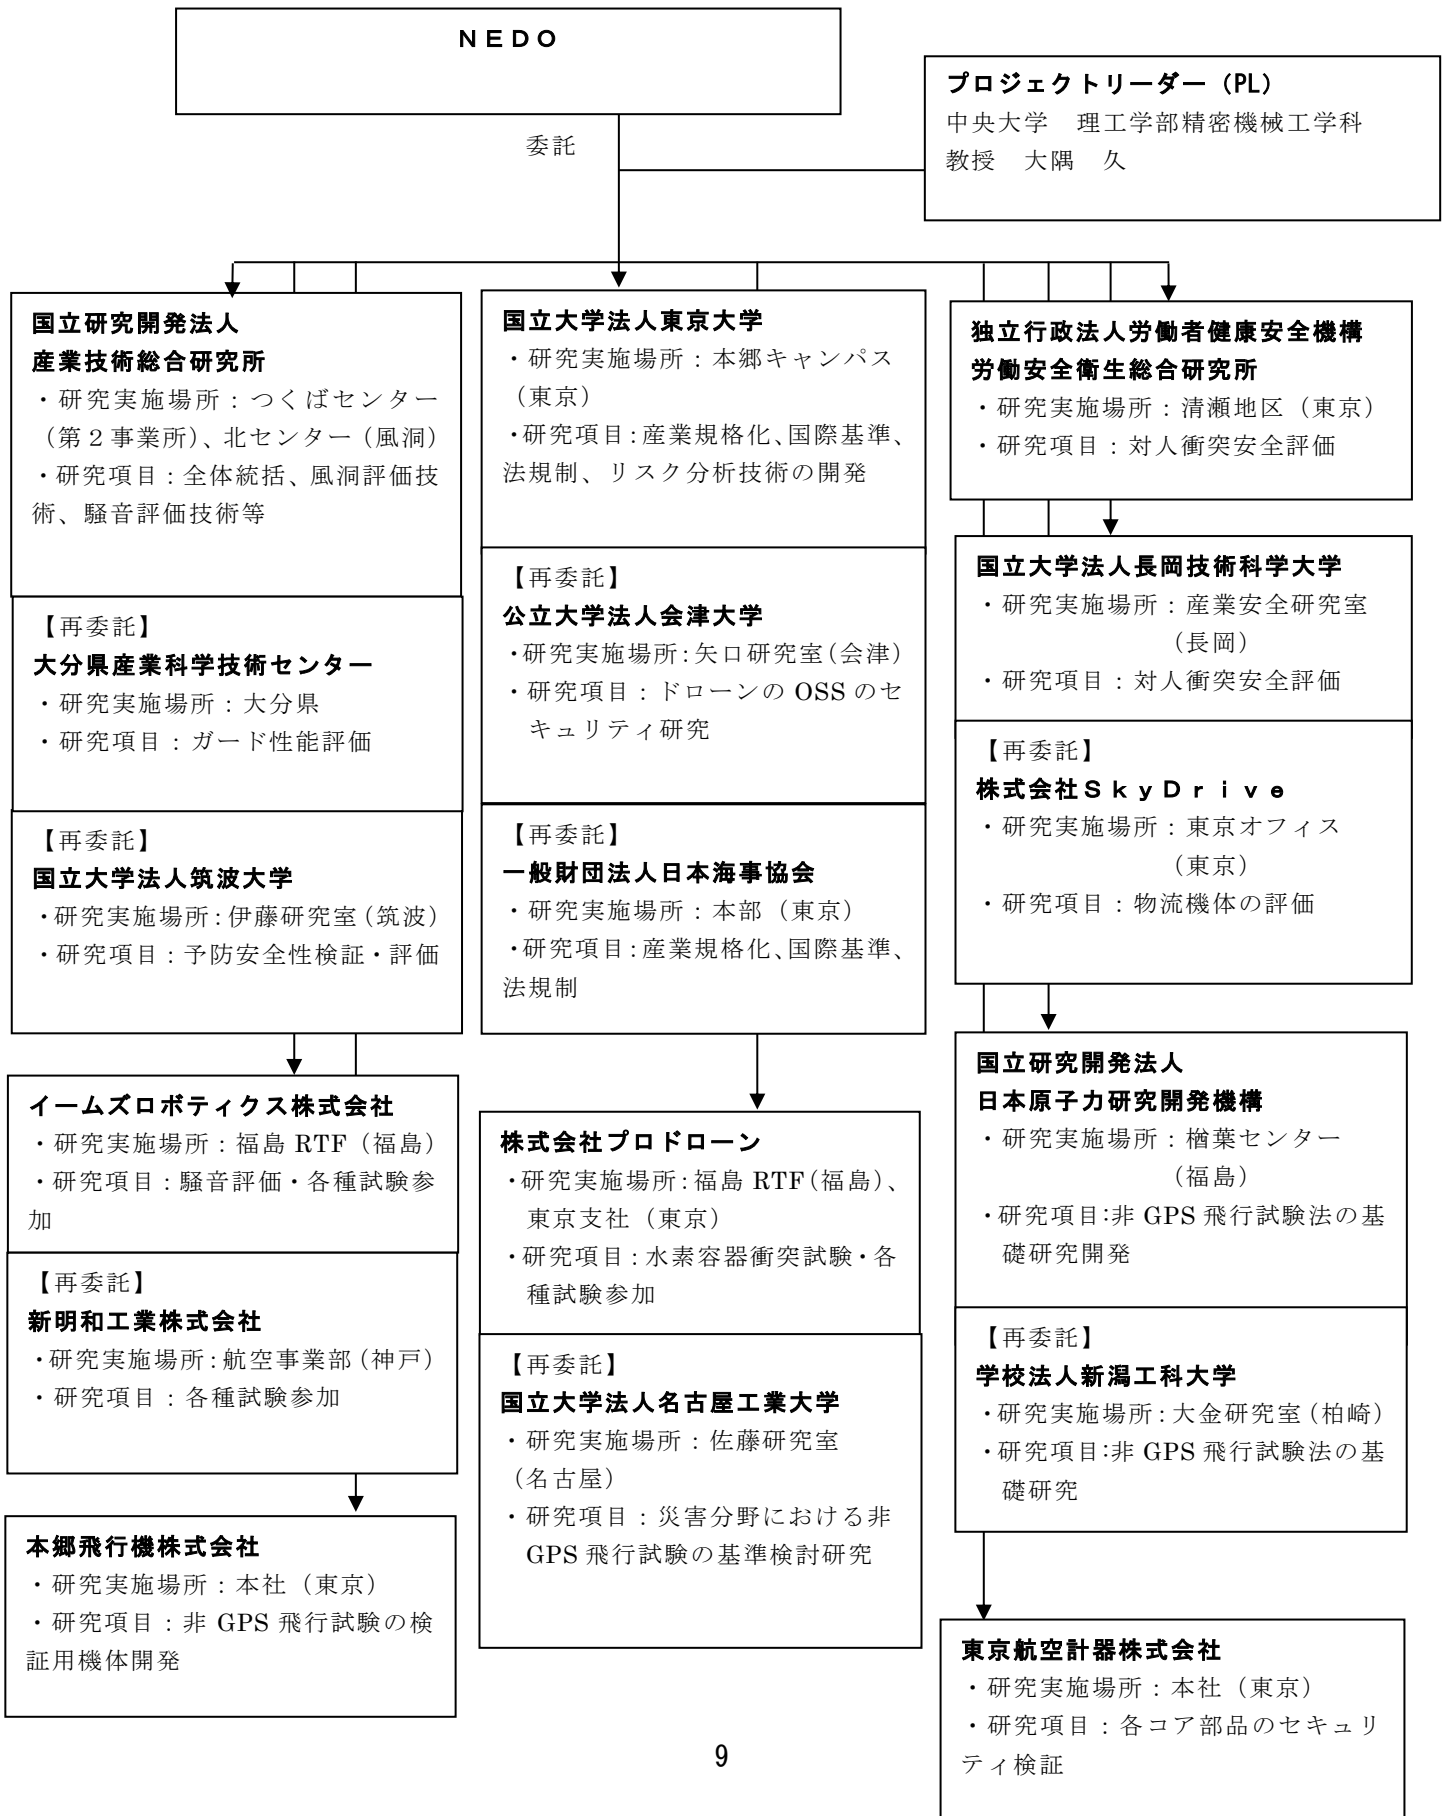 NEDO
プロジェクトリーダー（PL）
中央大学　理工学部精密機械工学科
教授　大隅　久
委託
国立研究開発法人
産業技術総合研究所
・研究実施場所：つくばセンター
（第２事業所）、北センター（風洞）
・研究項目：全体統括、風洞評価技
術、騒音評価技術等
【再委託】
大分県産業科学技術センター
・研究実施場所：大分県
・研究項目：ガード性能評価
【再委託】
国立大学法人筑波大学
・研究実施場所：伊藤研究室（筑波）
・研究項目：予防安全性検証・評価
イームズロボティクス株式会社
・研究実施場所：福島 RTF（福島）
・研究項目：騒音評価・各種試験参
加
【再委託】
新明和工業株式会社
・研究実施場所：航空事業部（神戸）
・研究項目：各種試験参加
本郷飛行機株式会社
・研究実施場所：本社（東京）
・研究項目：非 GPS 飛行試験の検
証用機体開発
国立大学法人東京大学
・研究実施場所：本郷キャンパス
（東京）
・研究項目：産業規格化、国際基準、
法規制、リスク分析技術の開発
【再委託】
公立大学法人会津大学
・研究実施場所：矢口研究室（会津）
・研究項目：ドローンの OSS のセ
キュリティ研究
【再委託】
一般財団法人日本海事協会
・研究実施場所：本部（東京）
・研究項目：産業規格化、国際基準、
法規制
株式会社プロドローン
・研究実施場所：福島 RTF（福島）、
東京支社（東京）
・研究項目：水素容器衝突試験・各
種試験参加
【再委託】
国立大学法人名古屋工業大学
・研究実施場所：佐藤研究室
（名古屋）
・研究項目：災害分野における非
GPS 飛行試験の基準検討研究
独立行政法人労働者健康安全機構
労働安全衛生総合研究所
・研究実施場所：清瀬地区（東京）
・研究項目：対人衝突安全評価
国立大学法人長岡技術科学大学
・研究実施場所：産業安全研究室
（長岡）
・研究項目：対人衝突安全評価
【再委託】
株式会社ＳｋｙＤｒｉｖｅ
・研究実施場所：東京オフィス
（東京）
・研究項目：物流機体の評価
国立研究開発法人
日本原子力研究開発機構
・研究実施場所：楢葉センター
（福島）
・研究項目：非 GPS 飛行試験法の基
礎研究開発
【再委託】
学校法人新潟工科大学
・研究実施場所：大金研究室（柏崎）
・研究項目：非 GPS 飛行試験法の基
礎研究
東京航空計器株式会社
・研究実施場所：本社（東京）
・研究項目：各コア部品のセキュリ
ティ検証
9